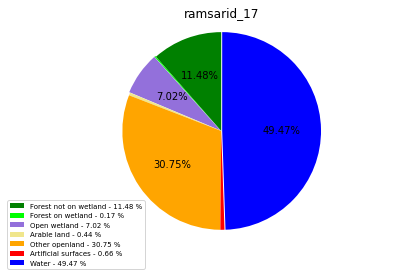 ramsarid_17
11.48%
7.02%
49.47%
30.75%
Forest not on wetland - 11.48 %
Forest on wetland - 0.17 %
Open wetland - 7.02 %
Arable land - 0.44 %
Other openland - 30.75 %
Artificial surfaces - 0.66 %
Water - 49.47 %